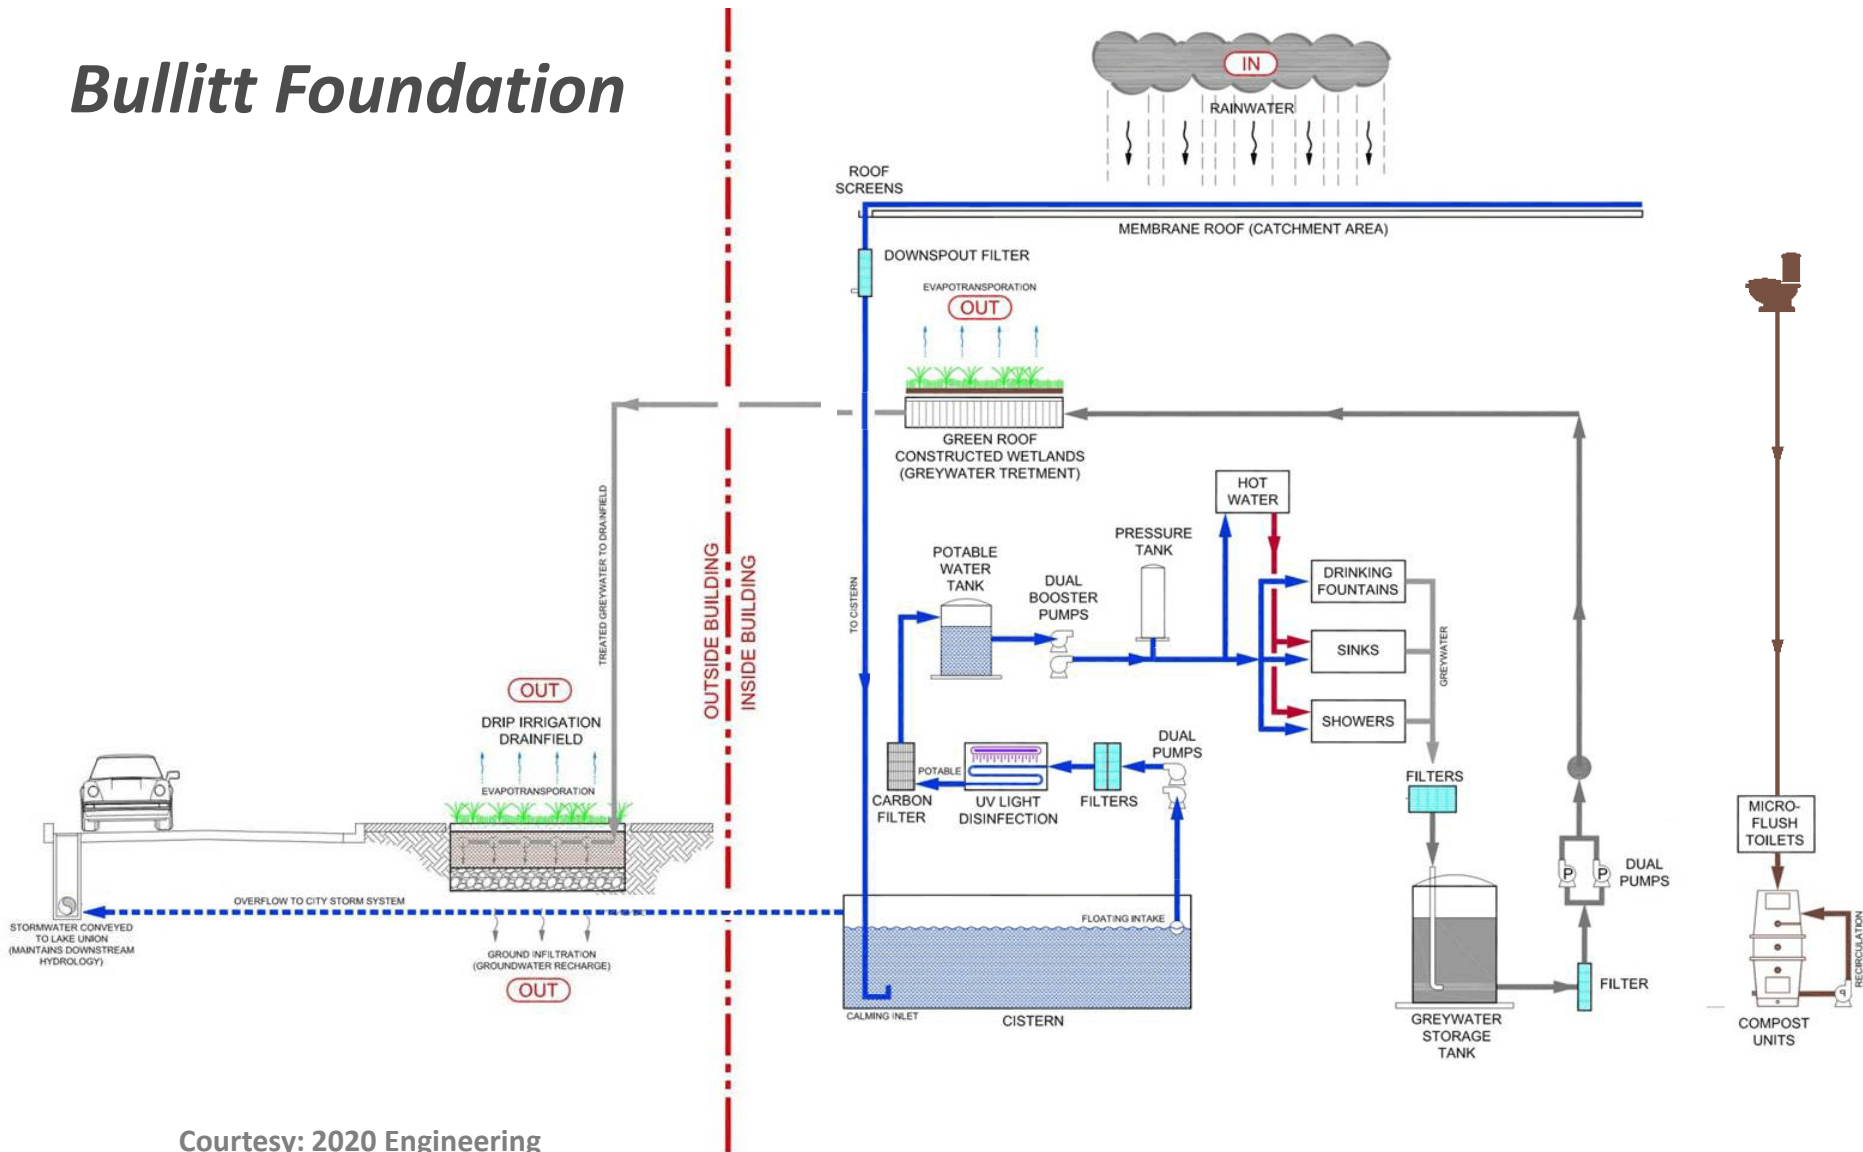 Bullitt Foundation
IN
RAINWATER
ROOF
SCREENS
MEMBRANE ROOF (CATCHMENT AREA)
DOWNSPOUT FILTER
EVAPOTRANSPORATION
OUT
GREEN ROOF
CONSTRUCTED WETLANDS
(GREYWATER TRETMENT)
HOT
WATER
PRESSURE
TANK
POTABLE
WATER
TANK
DUAL
BOOSTER
PUMPS
DRINKING
FOUNTAINS
SINKS
SHOWERS
GREYWATER
TREATED GREYWATER TO DRAINFIELD
OUTSIDE BUILDING
INSIDE BUILDING
TO CISTERN
OUT
DRIP IRRIGATION
DRAINFIELD
EVAPOTRANSPORATION
DUAL
PUMPS
POTABLE
CARBON
FILTER
UV LIGHT
DISINFECTION
FILTERS
FILTERS
MICRO-
FLUSH
TOILETS
P
P
DUAL
PUMPS
OVERFLOW TO CITY STORM SYSTEM
STORMWATER CONVEYED
TO LAKE UNION
(MAINTAINS DOWNSTREAM
HYDROLOGY)
GROUND INFILTRATION
(GROUNDWATER RECHARGE)
OUT
FLOATING INTAKE
CALMING INLET
CISTERN
FILTER
GREYWATER
STORAGE
TANK
RECIRCULATION
COMPOST
UNITS
Courtesy: 2020 Engineering